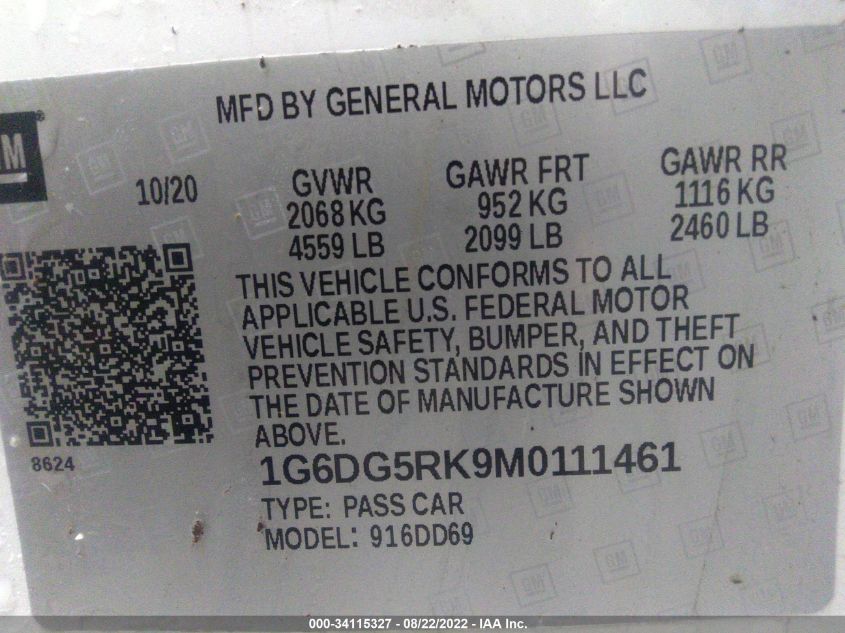 MFD BY GENERAL MOTORS LLC
GM
10/20
GVWR GAWR FRT GAWR RR
2068 KG 952 KG 1116 KG
4559 LB 2099 LB 2460 LB
THIS VEHICLE CONFORMS TO ALL
APPLICABLE U.S. FEDERAL MOTOR
VEHICLE SAFETY, BUMPER, AND THEFT
PREVENTION STANDARDS IN EFFECT ON
THE DATE OF MANUFACTURE SHOWN
ABOVE.
8624
1G6DG5RK9M0111461
TYPE: PASS CAR
MODEL: 916DD69
000-34115327 - 08/22/2022 - IAA Inc.